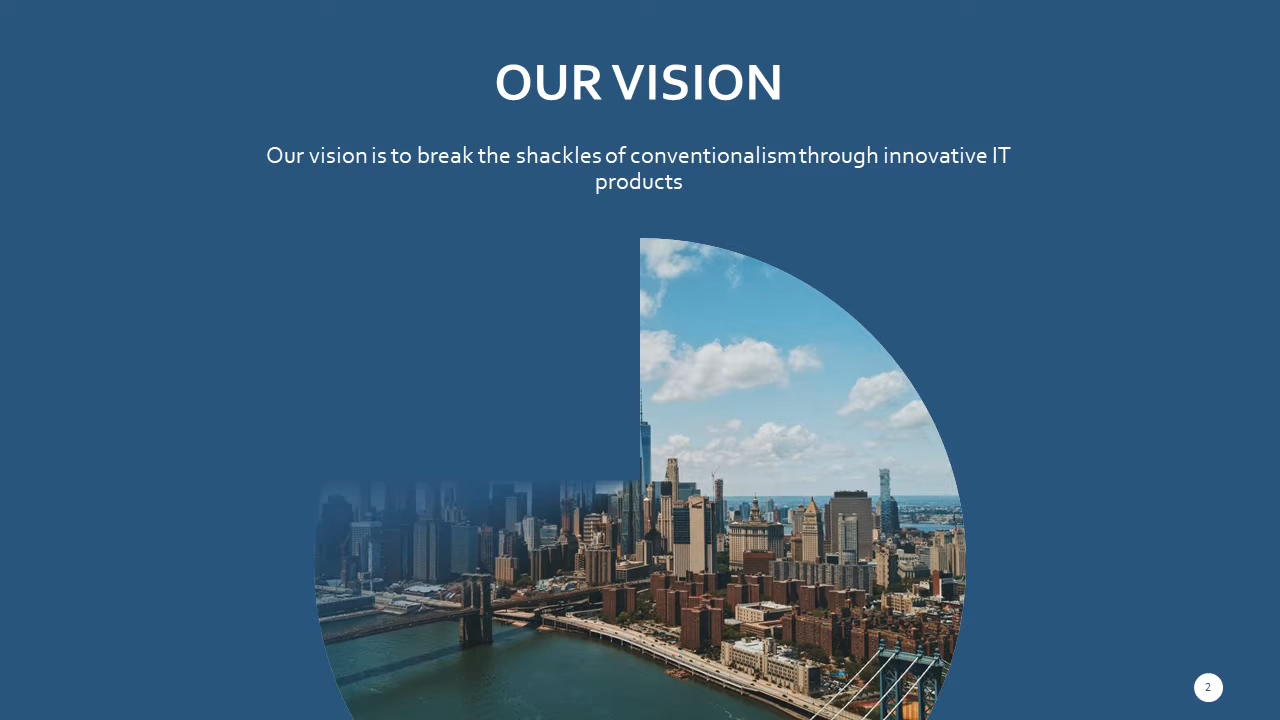 OUR VISION
Our vision is to break the shackles of conventionalism through innovative IT
products
2